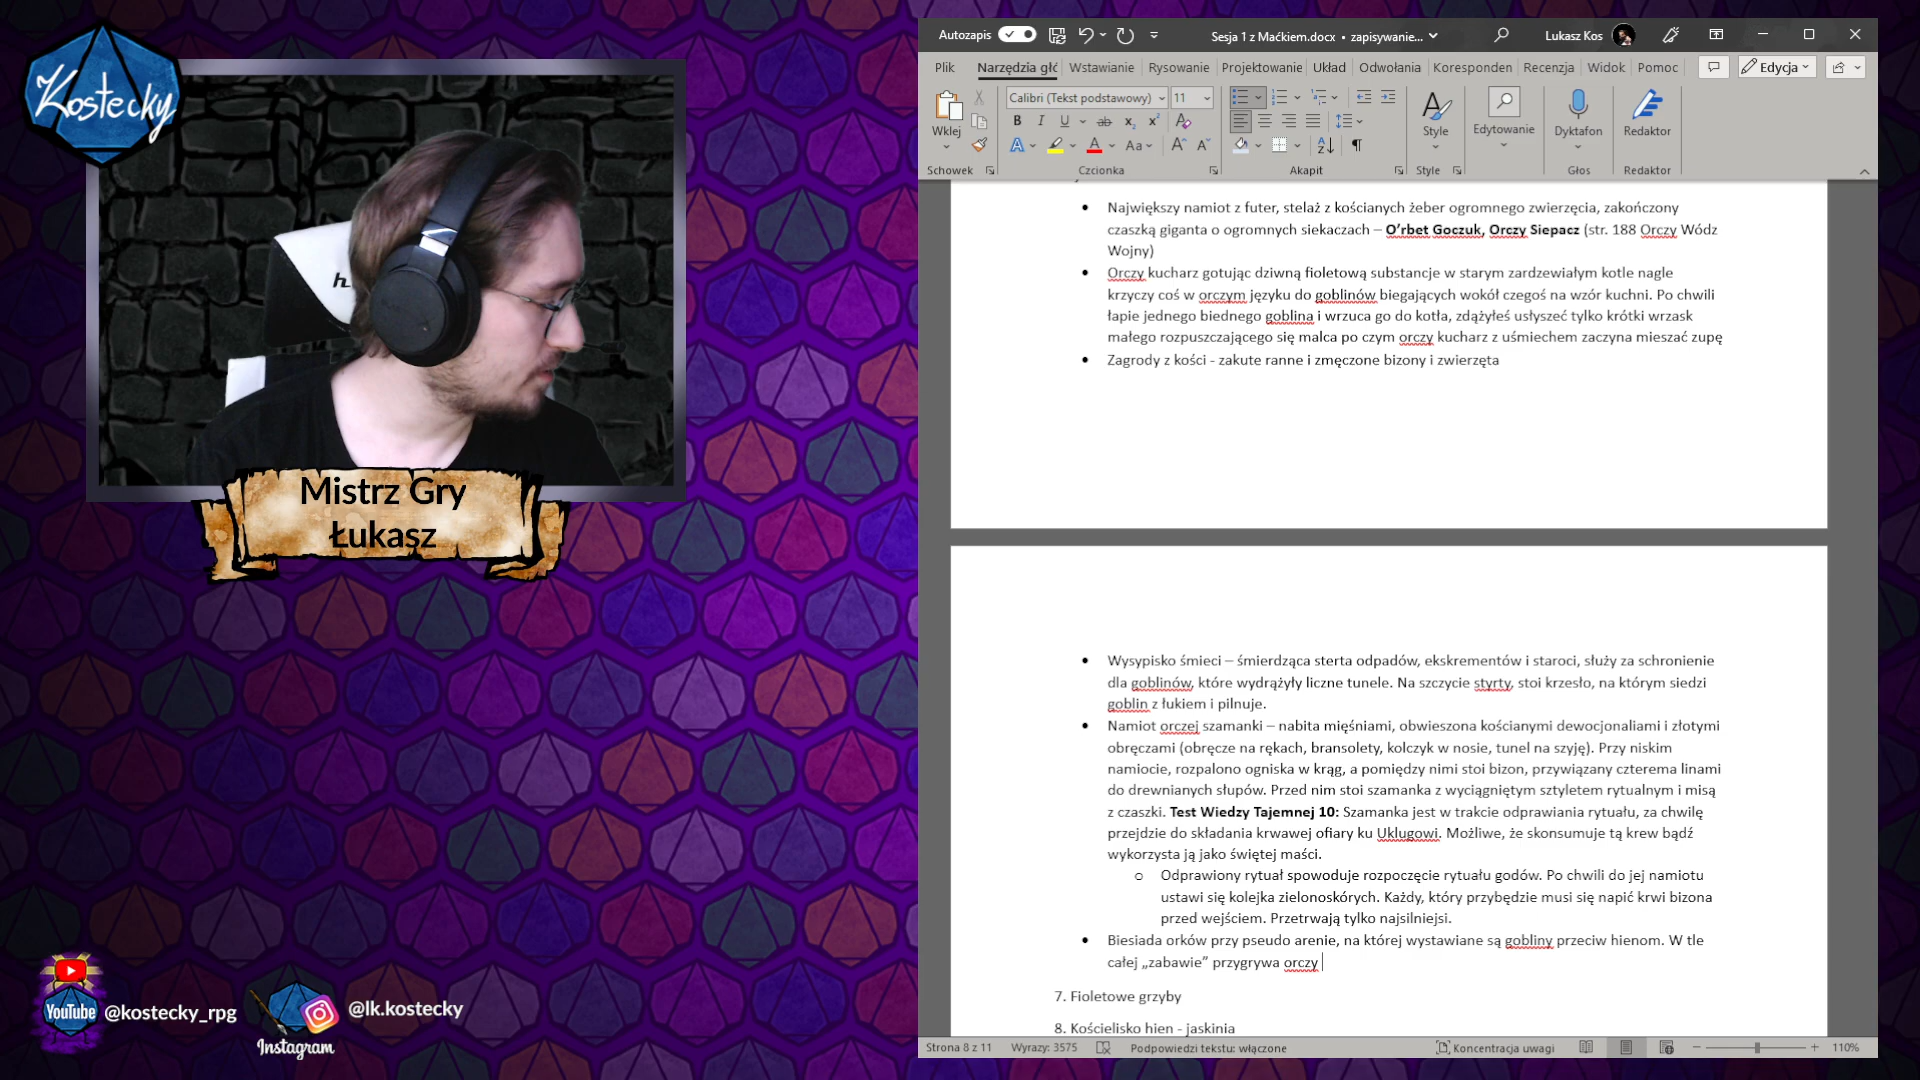 Kostecky
Mistrz Gry
Łukasz
YouTube @kostecky_rpg
@lk.kostecky
Instagram
Autozapis
Sesja 1 z Maćkiem.docx • zapisywanie...
Lukasz Kos
Plik
Narzędzia głć
Wstawianie
Rysowanie
Projektowanie
Układ
Odwołania
Koresponden
Recenzja
Widok
Pomoc
Edycja
Wklej
Calibri (Tekst podstawowy)
11
Style
Edytowanie
Dyktafon
Redaktor
Schowek
Czcionka
Akapit
Style
Głos
Redaktor
• Największy namiot z futer, stelaż z kościanych żeber ogromnego zwierzęcia, zakończony
czaszką giganta o ogromnych siekaczach – O’rbet Goczuk, Orczy Siepacz (str. 188 Orczy Wódz
Wojny)
• Orczy kucharz gotując dziwną fioletową substancje w starym zardzewiałym kotle nagle
krzyczy coś w orczym języku do goblinów biegających wokół czegoś na wzór kuchni. Po chwili
łapie jednego biednego goblina i wrzuca go do kotła, zdążyłeś usłyszeć tylko krótki wrzask
małego rozpuszczającego się malca po czym orczy kucharz z uśmiechem zaczyna mieszać zupę
• Zagrody z kości - zakute ranne i zmęczone bizony i zwierzęta
• Wysypisko śmieci – śmierdząca sterta odpadów, ekskrementów i staroci, służy za schronienie
dla goblinów, które wydrążyły liczne tunele. Na szczycie styrty, stoi krzesło, na którym siedzi
goblin z łukiem i pilnuje.
• Namiot orczej szamanki – nabita mięśniami, obwieszona kościanymi dewocjonaliami i złotymi
obręczami (obręcze na rękach, bransolety, kolczyk w nosie, tunel na szyję). Przy niskim
namiocie, rozpalono ogniska w krąg, a pomiędzy nimi stoi bizon, przywiązany czterema linami
do drewnianych słupów. Przed nim stoi szamanka z wyciągniętym sztyletem rytualnym i misą
z czaszki. Test Wiedzy Tajemnej 10: Szamanka jest w trakcie odprawiania rytuału, za chwilę
przejdzie do składania krwawej ofiary ku Uklugowi. Możliwe, że skonsumuje tą krew bądź
wykorzysta ją jako świętej maści.
o Odprawiony rytuał spowoduje rozpoczęcie rytuału godów. Po chwili do jej namiotu
ustawi się kolejka zielonoskórych. Każdy, który przybędzie musi się napić krwi bizona
przed wejściem. Przetrwają tylko najsilniejsi.
• Biesiada orków przy pseudo arenie, na której wystawiane są gobliny przeciw hienom. W tle
całej „zabawie” przygrywa orczy
7. Fioletowe grzyby
8. Kościelisko hien - jaskinia
Strona 8 z 11
Wyrazy: 3575
Podpowiedzi tekstu: włączone
Koncentracja uwagi
110%